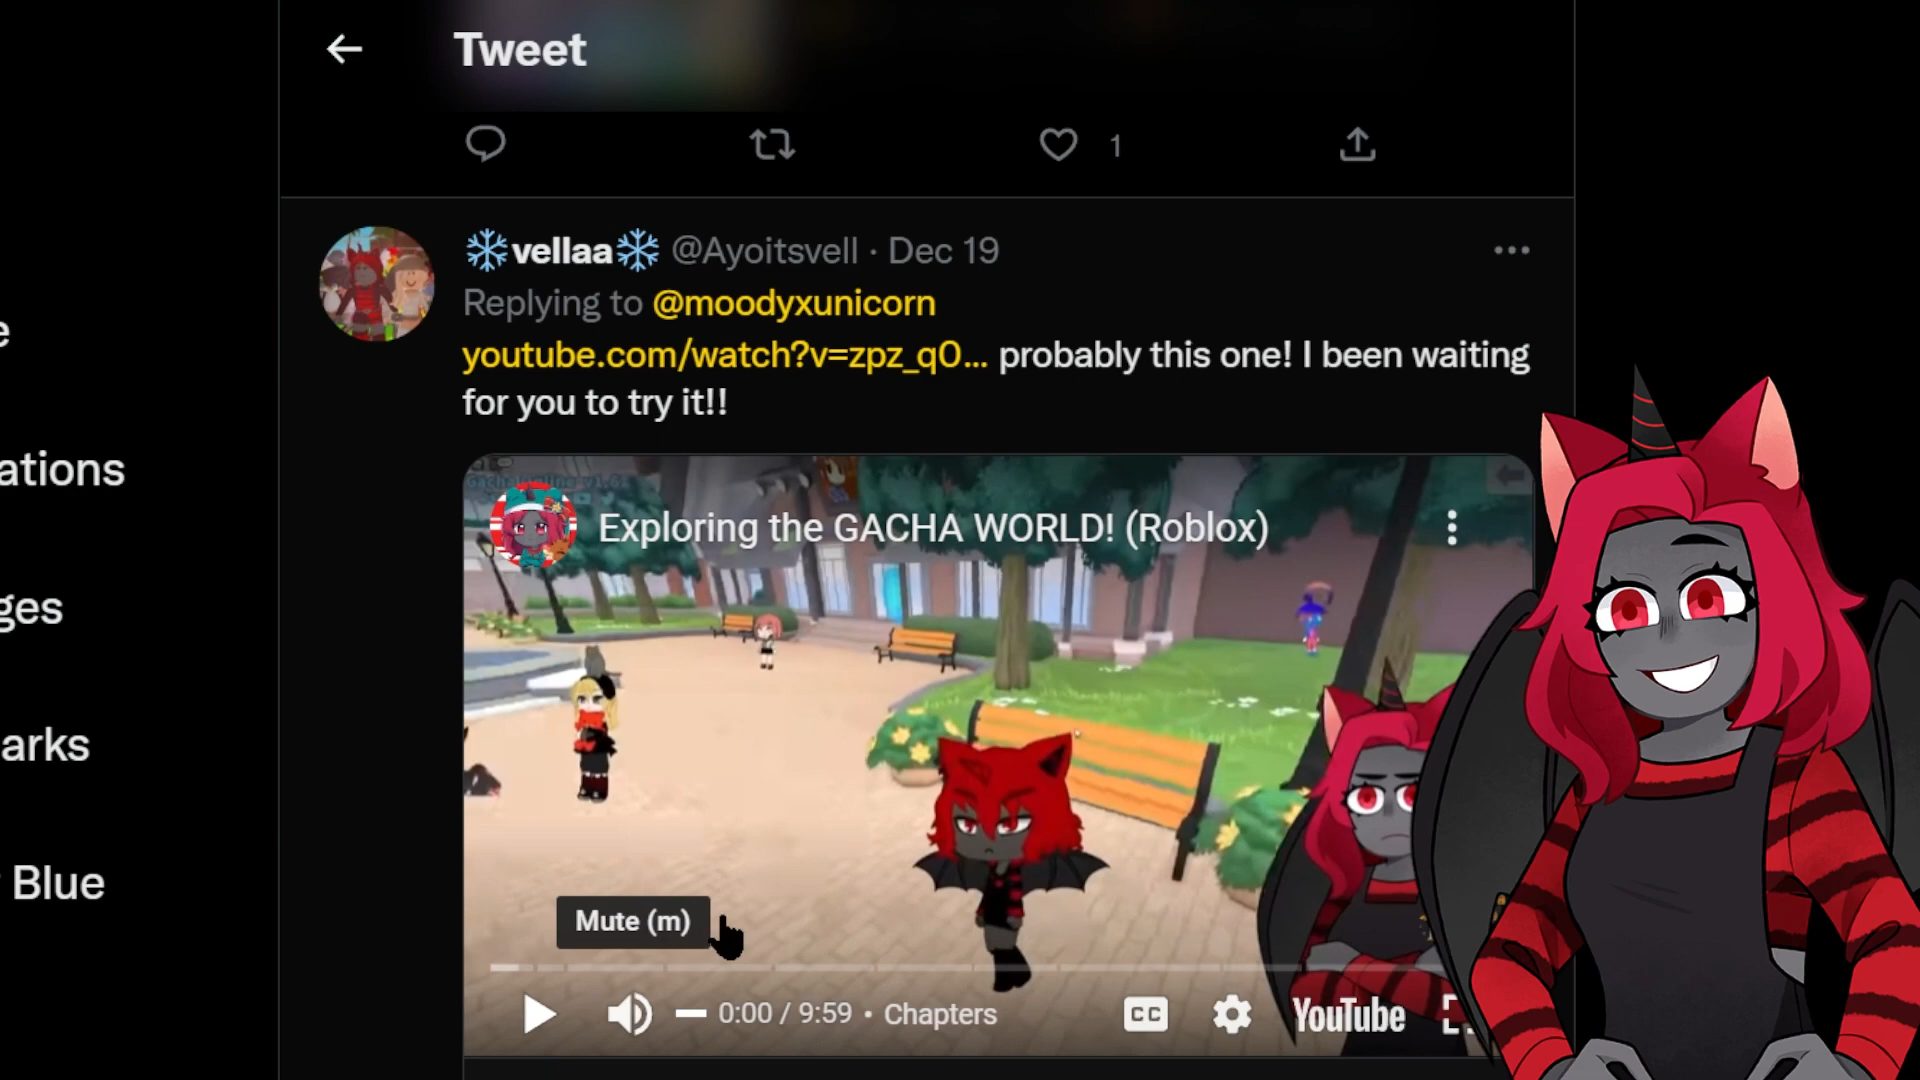 Tweet
1
❄vellaa❄ @Ayoitsvell · Dec 19
Replying to @moodyxunicorn
youtube.com/watch?v=zpz_q0... probably this one! I been waiting
for you to try it!!
Exploring the GACHA WORLD! (Roblox)
e
ations
ges
arks
Blue
Mute (m)
0:00 / 9:59 • Chapters
CC
YouTube